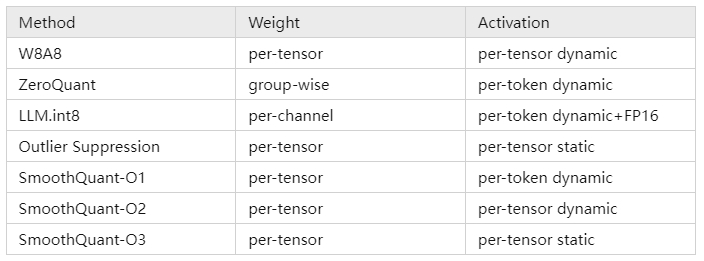 Method Weight Activation
W8A8 per-tensor per-tensor dynamic
ZeroQuant group-wise per-token dynamic
LLM.int8 per-channel per-token dynamic+FP16
Outlier Suppression per-tensor per-tensor static
SmoothQuant-O1 per-tensor per-token dynamic
SmoothQuant-O2 per-tensor per-tensor dynamic
SmoothQuant-O3 per-tensor per-tensor static